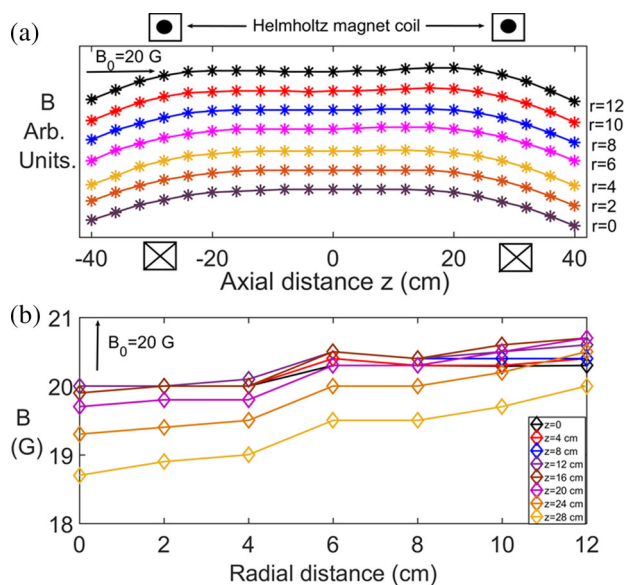 (a)
Helmholtz magnet coil
B₀=20 G
B
Arb.
Units.
r=12
r=10
r=8
r=6
r=4
r=2
r=0
-40 -20 0 20 40
Axial distance z (cm)
(b)
21
B₀=20 G
20
B
(G)
19
18
z=0
z=4 cm
z=8 cm
z=12 cm
z=16 cm
z=20 cm
z=24 cm
z=28 cm
0 2 4 6 8 10 12
Radial distance (cm)